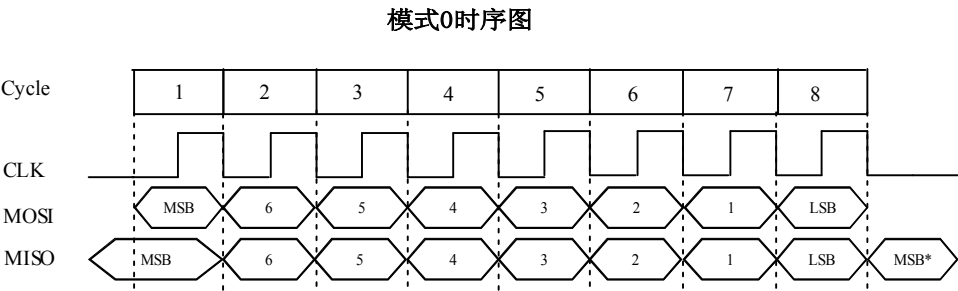 模式0时序图
Cycle 1 2 3 4 5 6 7 8
CLK
MOSI MSB 6 5 4 3 2 1 LSB
MISO MSB 6 5 4 3 2 1 LSB MSB*